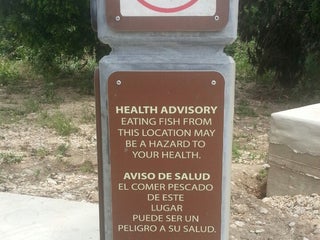 HEALTH ADVISORY
EATING FISH FROM
THIS LOCATION MAY
BE A HAZARD TO
YOUR HEALTH.
AVISO DE SALUD
EL COMER PESCADO
DE ESTE
LUGAR
PUEDE SER UN
PELIGRO A SU SALUD.